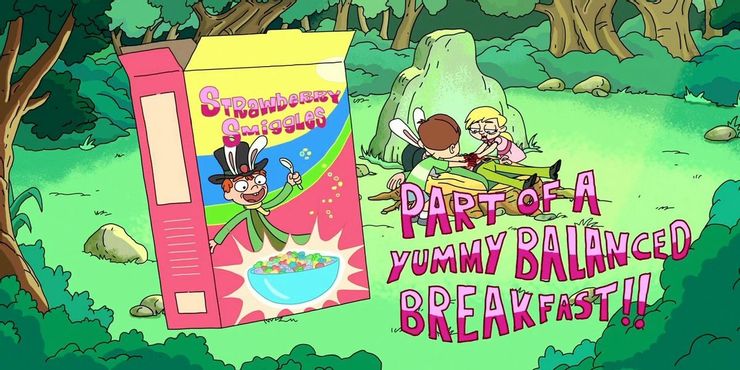 STRAWBERRY
SMIGGLES
PART OF A
YUMMY BALANCED
BREAKFAST!!